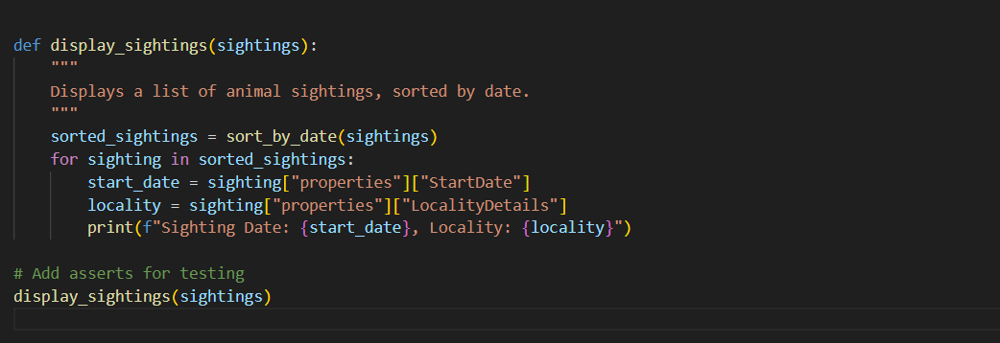 def display_sightings(sightings):
    """
    Displays a list of animal sightings, sorted by date.
    """
    sorted_sightings = sort_by_date(sightings)
    for sighting in sorted_sightings:
        start_date = sighting["properties"]["StartDate"]
        locality = sighting["properties"]["LocalityDetails"]
        print(f"Sighting Date: {start_date}, Locality: {locality}")
# Add asserts for testing
display_sightings(sightings)